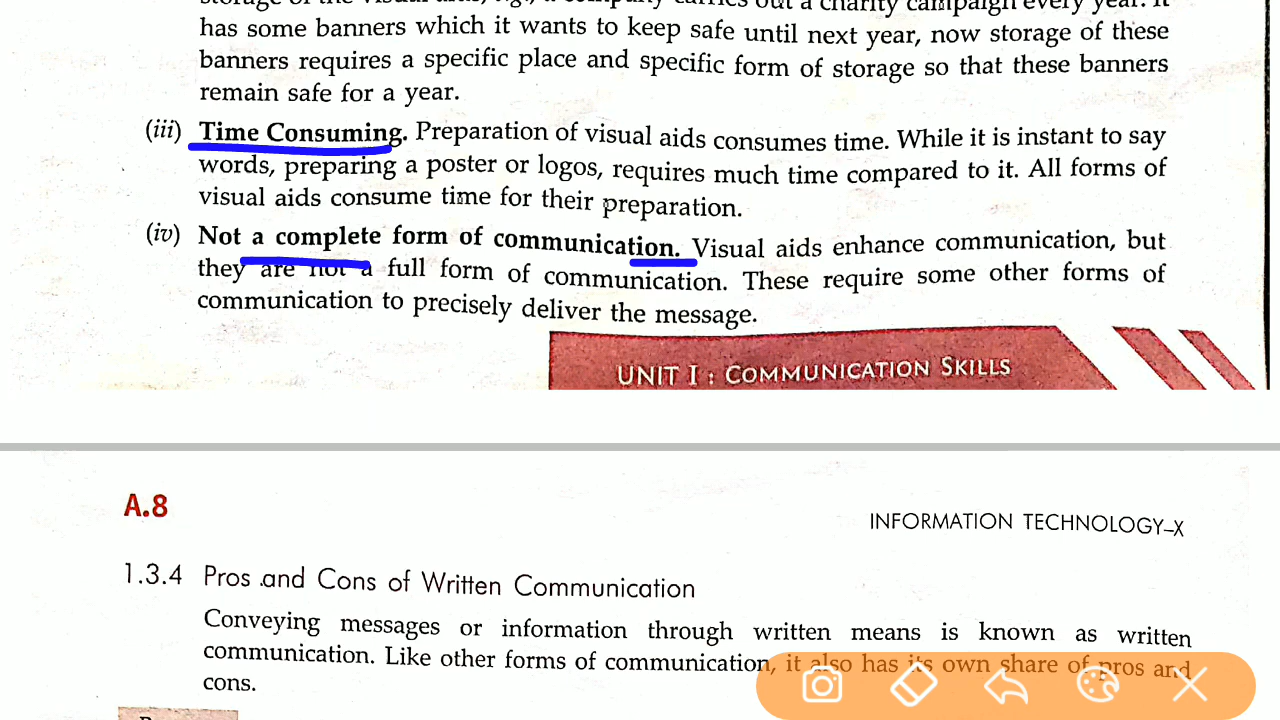 has some banners which it wants to keep safe until next year, now storage of these
banners requires a specific place and specific form of storage so that these banners
remain safe for a year.
(iii) Time Consuming. Preparation of visual aids consumes time. While it is instant to say
words, preparing a poster or logos, requires much time compared to it. All forms of
visual aids consume time for their preparation.
(iv) Not a complete form of communication. Visual aids enhance communication, but
they are not a full form of communication. These require some other forms of
communication to precisely deliver the message.
UNIT I : COMMUNICATION SKILLS
A.8
INFORMATION TECHNOLOGY–X
1.3.4 Pros and Cons of Written Communication
Conveying messages or information through written means is known as written
communication. Like other forms of communication, it also has its own share of pros and
cons.